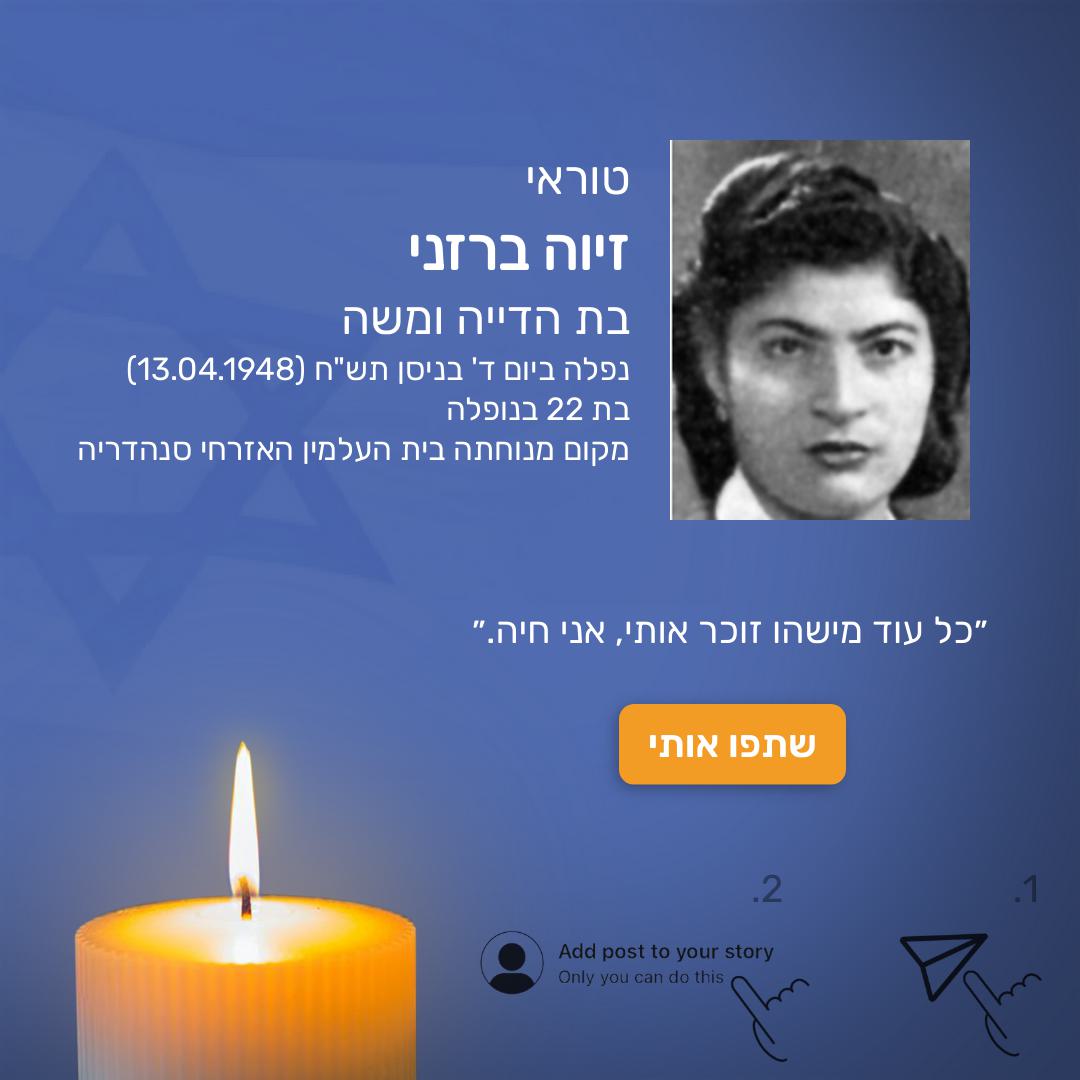 טוראי
זיוה ברזני
בת הדייה ומשה
נפלה ביום ד' בניסן תש"ח (13.04.1948)
בת 22 בנופלה
מקום מנוחתה בית העלמין האזרחי סנהדריה
״כל עוד מישהו זוכר אותי, אני חיה.״
שתפו אותי
.1
.2
Add post to your story
Only you can do this